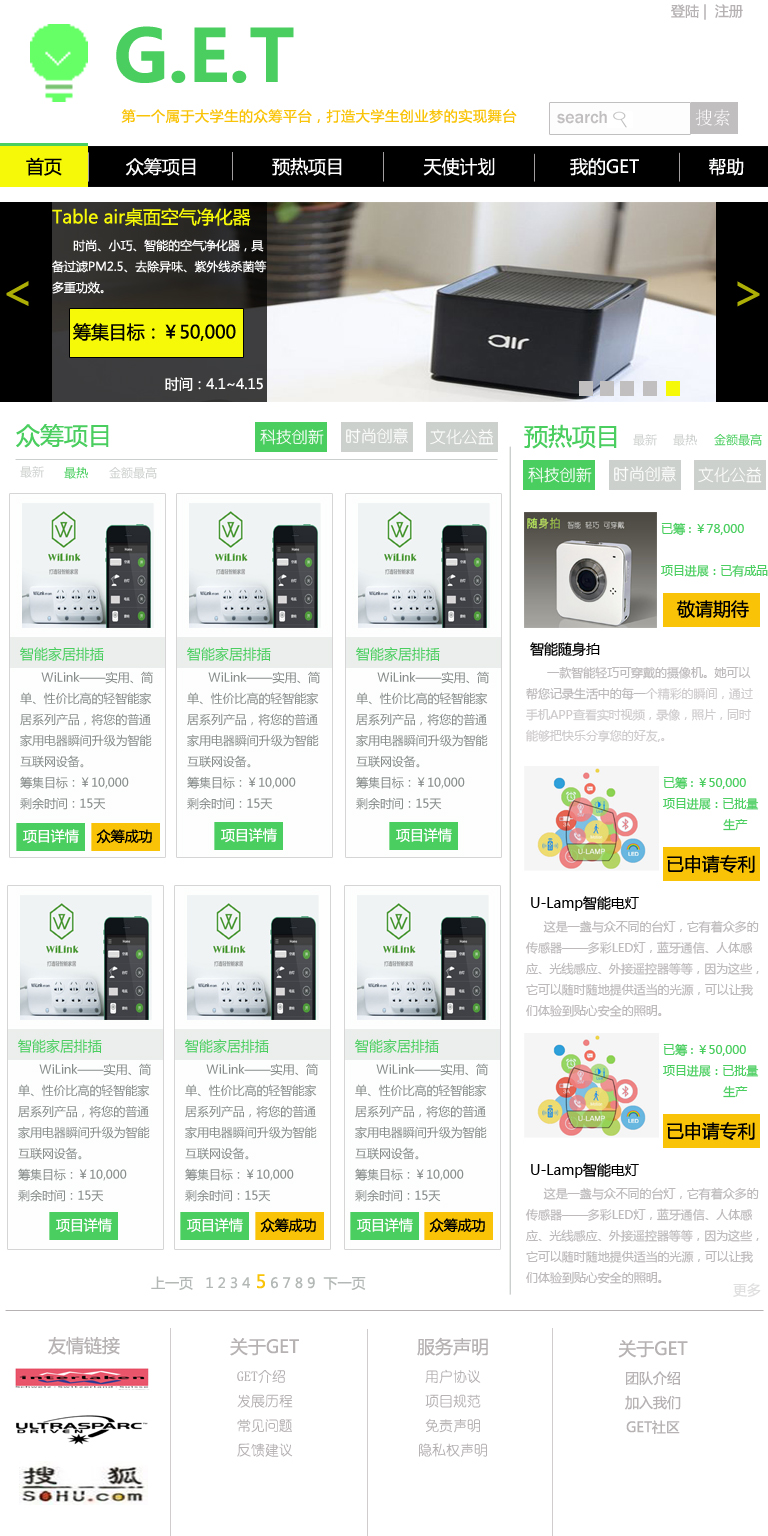 登陆 | 注册
G.E.T
第一个属于大学生的众筹平台，打造大学生创业梦的实现舞台
search
搜索
首页 众筹项目 预热项目 天使计划 我的GET 帮助
Table air桌面空气净化器
时尚、小巧、智能的空气净化器，具
备过滤PM2.5、去除异味、紫外线杀菌等
多重功效。
筹集目标：￥50,000
时间：4.1~4.15
< >
air
众筹项目 科技创新 时尚创意 文化公益
最新 最热 金额最高
WiLink
打造智能家居
智能家居排插
WiLink——实用、简
单、性价比高的轻智能家
居系列产品，将您的普通
家用电器瞬间升级为智能
互联网设备。
筹集目标：￥10,000
剩余时间：15天
项目详情 众筹成功
WiLink
打造智能家居
智能家居排插
WiLink——实用、简
单、性价比高的轻智能家
居系列产品，将您的普通
家用电器瞬间升级为智能
互联网设备。
筹集目标：￥10,000
剩余时间：15天
项目详情
WiLink
打造智能家居
智能家居排插
WiLink——实用、简
单、性价比高的轻智能家
居系列产品，将您的普通
家用电器瞬间升级为智能
互联网设备。
筹集目标：￥10,000
剩余时间：15天
项目详情
WiLink
打造智能家居
智能家居排插
WiLink——实用、简
单、性价比高的轻智能家
居系列产品，将您的普通
家用电器瞬间升级为智能
互联网设备。
筹集目标：￥10,000
剩余时间：15天
项目详情
WiLink
打造智能家居
智能家居排插
WiLink——实用、简
单、性价比高的轻智能家
居系列产品，将您的普通
家用电器瞬间升级为智能
互联网设备。
筹集目标：￥10,000
剩余时间：15天
项目详情 众筹成功
WiLink
打造智能家居
智能家居排插
WiLink——实用、简
单、性价比高的轻智能家
居系列产品，将您的普通
家用电器瞬间升级为智能
互联网设备。
筹集目标：￥10,000
剩余时间：15天
项目详情 众筹成功
上一页 1 2 3 4 5 6 7 8 9 下一页
预热项目 最新 最热 金额最高
科技创新 时尚创意 文化公益
随身拍 智能 轻巧 可穿戴
已筹：￥78,000
项目进展：已有成品
敬请期待
智能随身拍
一款智能轻巧可穿戴的摄像机。她可以
帮您记录生活中的每一个精彩的瞬间，通过
手机APP查看实时视频，录像，照片，同时
能够把快乐分享您的好友,。
U-LAMP
LED
已筹：￥50,000
项目进展：已批量
生产
已申请专利
U-Lamp智能电灯
这是一盏与众不同的台灯，它有着众多的
传感器——多彩LED灯，蓝牙通信、人体感
应、光线感应、外接遥控器等等，因为这些，
它可以随时随地提供适当的光源，可以让我
们体验到贴心安全的照明。
U-LAMP
LED
已筹：￥50,000
项目进展：已批量
生产
已申请专利
U-Lamp智能电灯
这是一盏与众不同的台灯，它有着众多的
传感器——多彩LED灯，蓝牙通信、人体感
应、光线感应、外接遥控器等等，因为这些，
它可以随时随地提供适当的光源，可以让我
们体验到贴心安全的照明。
更多
友情链接
interlaken
ULTRASPARC
DRIVEN
搜 狐
SOHU.com
关于GET
GET介绍
发展历程
常见问题
反馈建议
服务声明
用户协议
项目规范
免责声明
隐私权声明
关于GET
团队介绍
加入我们
GET社区